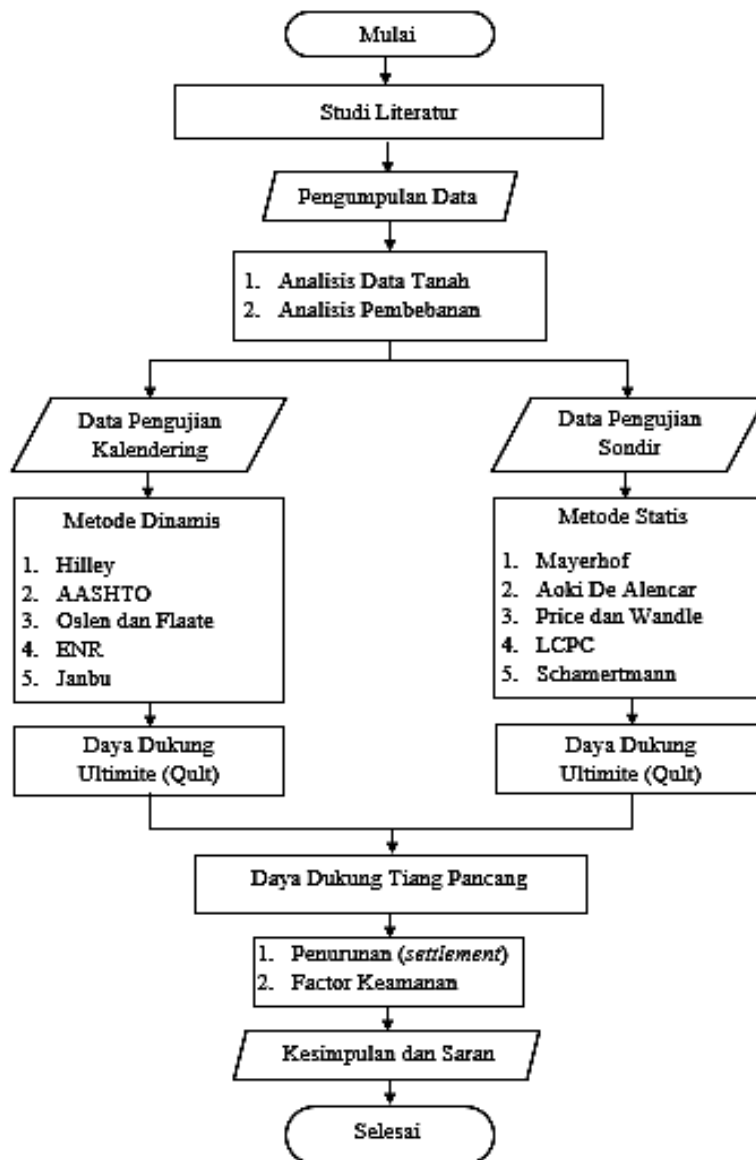 Mulai
Studi Literatur
Pengumpulan Data
1. Analisis Data Tanah
2. Analisis Pembebanan
Data Pengujian
Kalendering
Metode Dinamis
1. Hilley
2. AASHTO
3. Oslen dan Flaate
4. ENR
5. Janbu
Daya Dukung
Ultimite (Qult)
Data Pengujian
Sondir
Metode Statis
1. Mayerhof
2. Aoki De Alencar
3. Price dan Wandle
4. LCPC
5. Schamertmann
Daya Dukung
Ultimite (Qult)
Daya Dukung Tiang Pancang
1. Penurunan (settlement)
2. Factor Keamanan
Kesimpulan dan Saran
Selesai